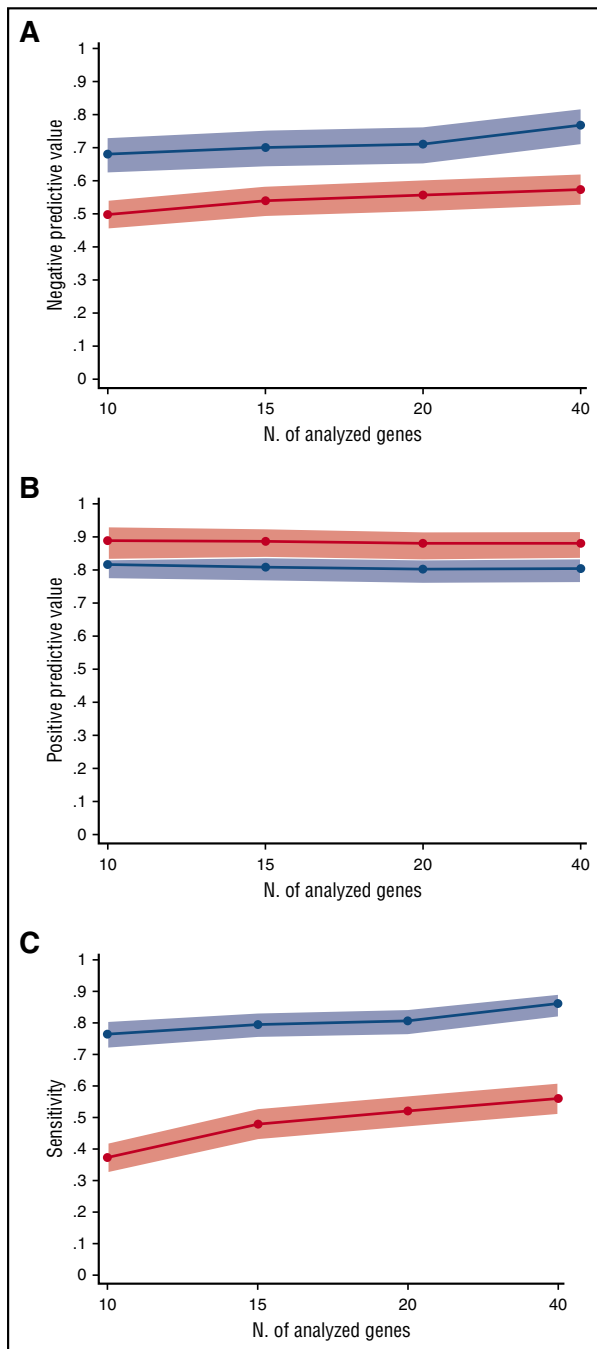 A
1
.9
.8
.7
.6
.5
.4
.3
.2
.1
0
Negative predictive value
10 15 20 40
N. of analyzed genes
B
1
.9
.8
.7
.6
.5
.4
.3
.2
.1
0
Positive predictive value
10 15 20 40
N. of analyzed genes
C
1
.9
.8
.7
.6
.5
.4
.3
.2
.1
0
Sensitivity
10 15 20 40
N. of analyzed genes